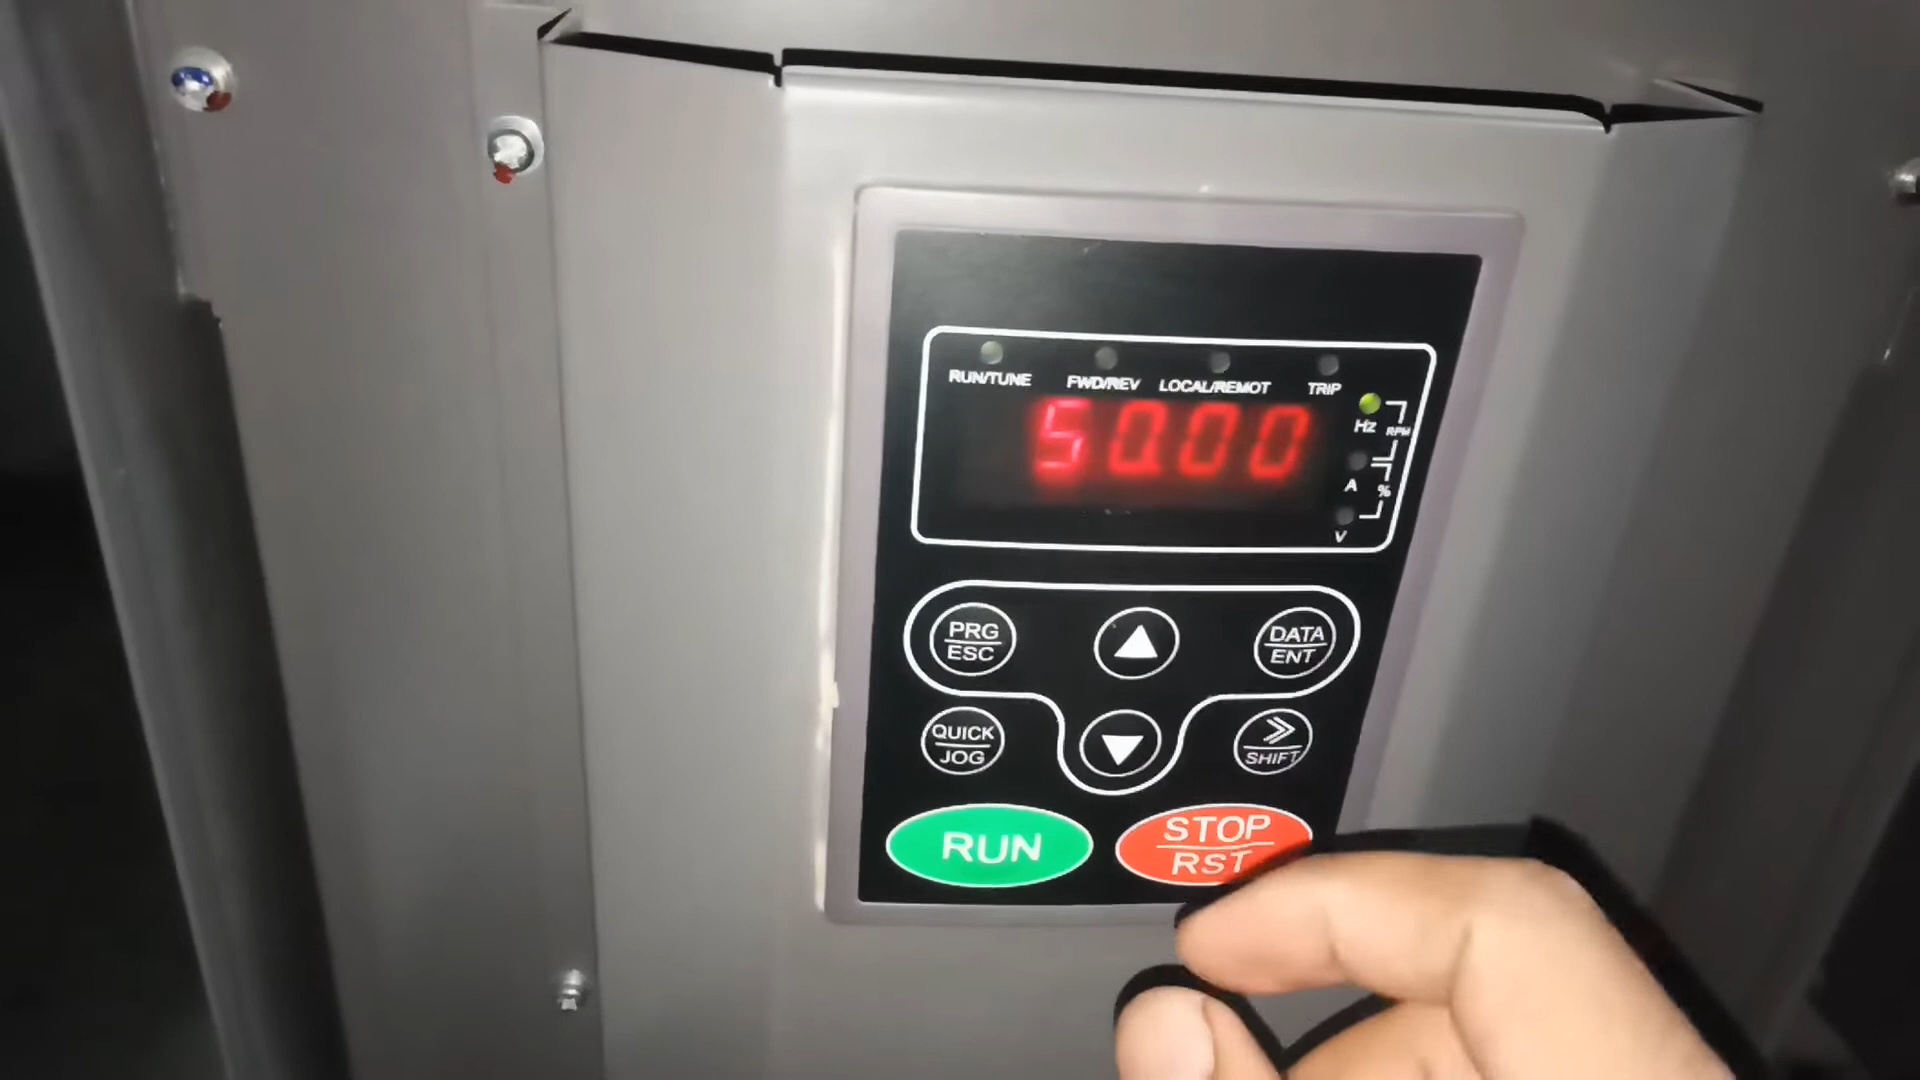 RUN/TUNE FWD/REV LOCAL/REMOT TRIP
50.00
Hz RPM
A %
V
PRG
ESC
DATA
ENT
QUICK
JOG
SHIFT
RUN
STOP
RST